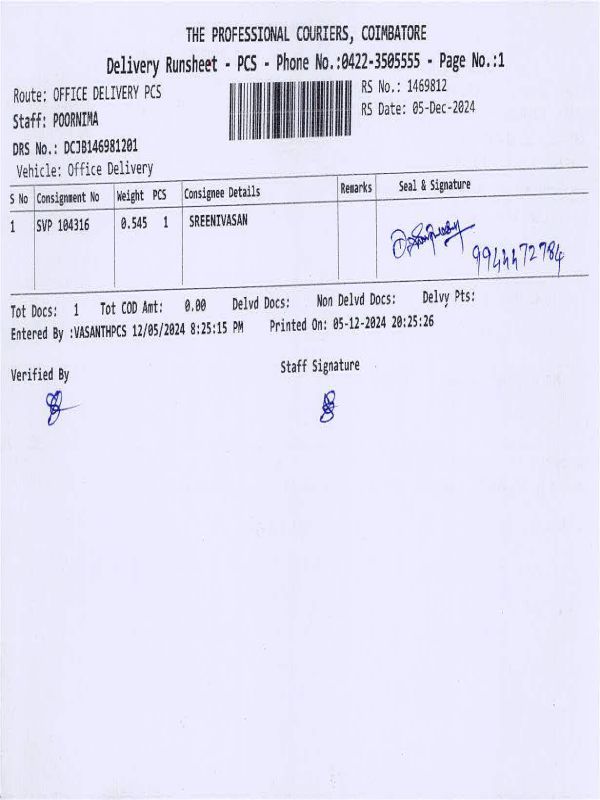 THE PROFESSIONAL COURIERS, COIMBATORE
Delivery Runsheet - PCS - Phone No.:0422-3505555 - Page No.:1
Route: OFFICE DELIVERY PCS
RS No.: 1469812
Staff: POORNIMA
RS Date: 05-Dec-2024
DRS No.: DCJB146981201
Vehicle: Office Delivery
S No Consignment No Weight PCS Consignee Details Remarks Seal & Signature
1 SVP 104316 0.545 1 SREENIVASAN
9944472784
Tot Docs: 1 Tot COD Amt: 0.00 Delvd Docs: Non Delvd Docs: Delvy Pts:
Entered By :VASANTHPCS 12/05/2024 8:25:15 PM Printed On: 05-12-2024 20:25:26
Verified By Staff Signature